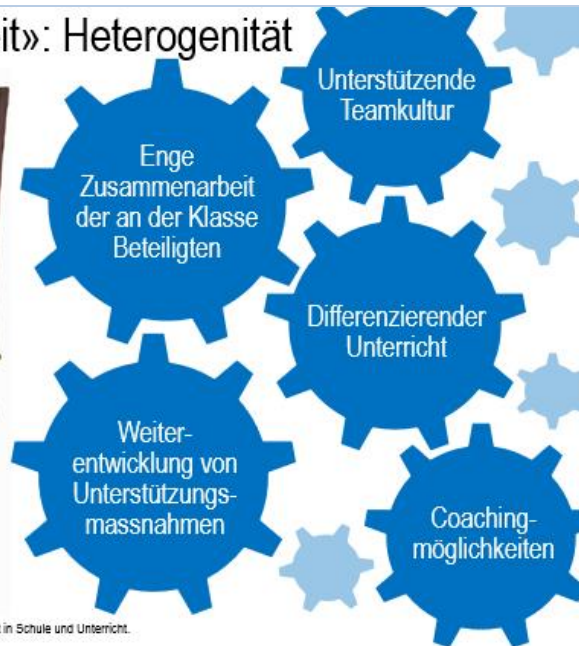 eit»: Heterogenität
Unterstützende
Teamkultur
Enge
Zusammenarbeit
der an der Klasse
Beteiligten
Differenzierender
Unterricht
Weiter-
entwicklung von
Unterstützungs-
massnahmen
Coaching-
möglichkeiten
t in Schule und Unterricht.